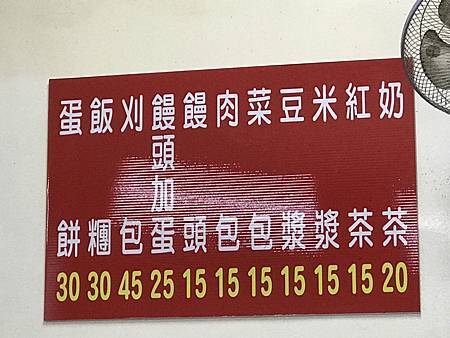 奶茶 20
紅茶 15
米漿 15
豆漿 15
菜包 15
肉包 15
饅頭 15
饅頭加蛋 25
刈包 45
飯糰 30
蛋餅 30